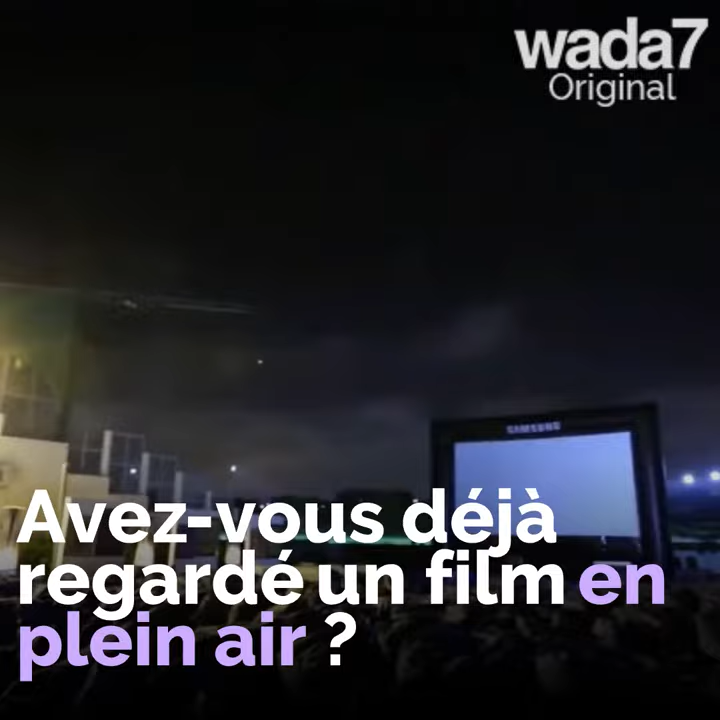 wada7
Original
SAMSUNG
Avez-vous déjà
regardé un film en
plein air ?